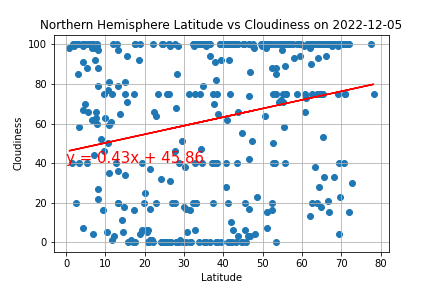 Northern Hemisphere Latitude vs Cloudiness on 2022-12-05
100
80
60
40
20
0
Cloudiness
y = 0.43x + 45.86
0 10 20 30 40 50 60 70 80
Latitude